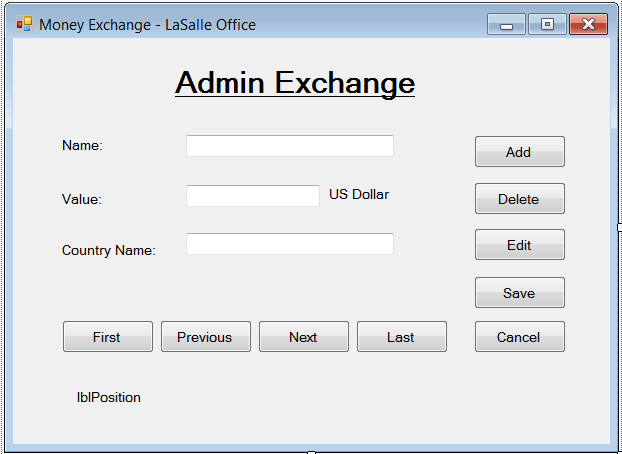 Money Exchange - LaSalle Office
Admin Exchange
Name:
Add
Value:
US Dollar
Delete
Country Name:
Edit
Save
First
Previous
Next
Last
Cancel
lblPosition